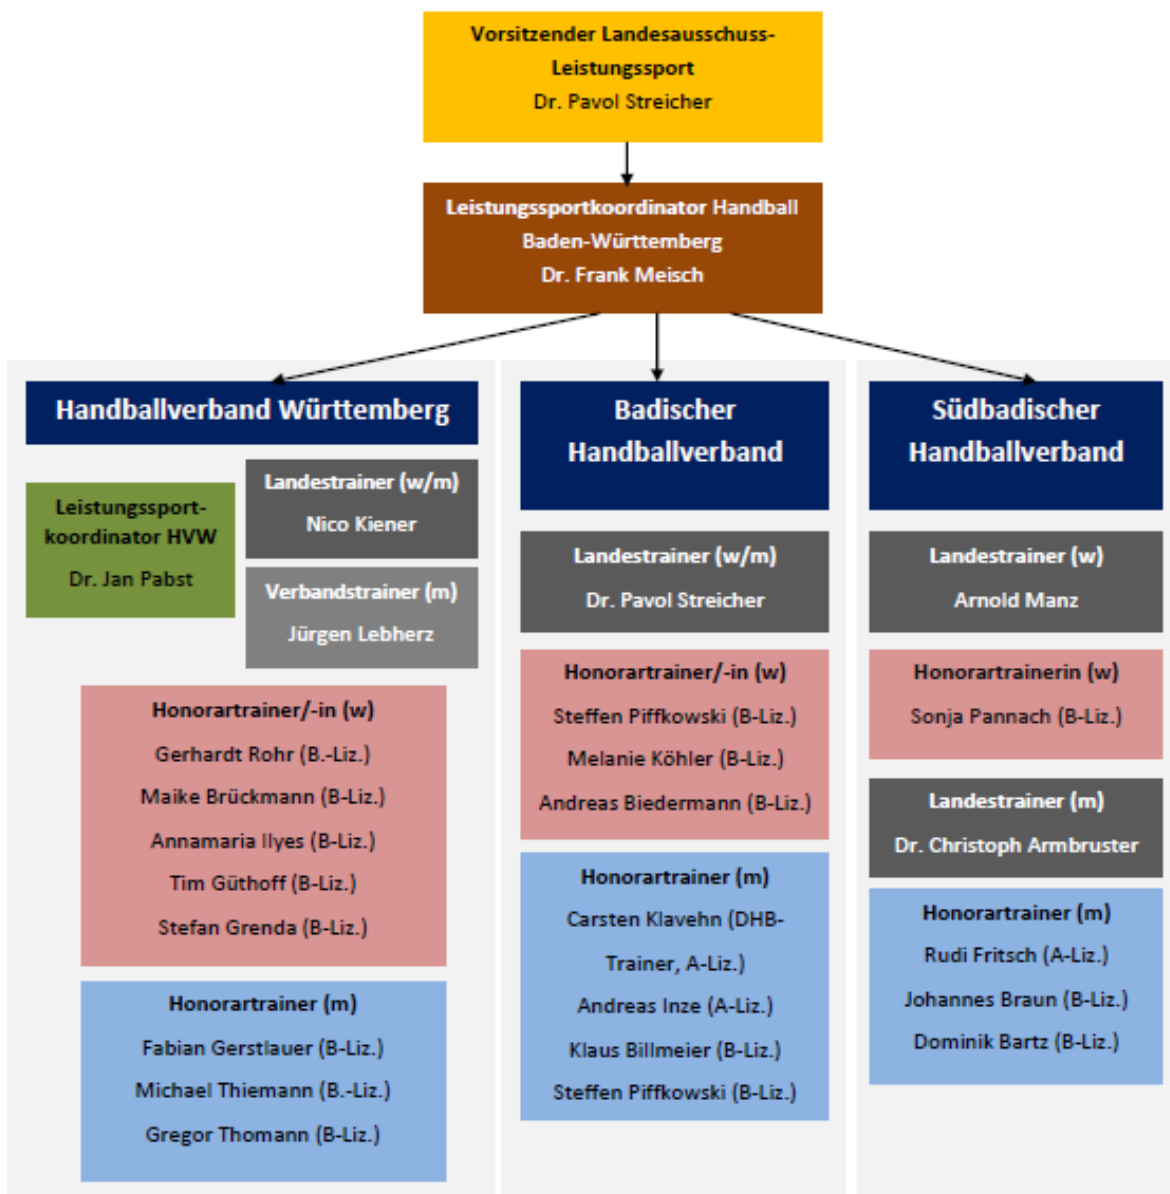 Vorsitzender Landesausschuss-
Leistungssport
Dr. Pavol Streicher
Leistungssportkoordinator Handball
Baden-Württemberg
Dr. Frank Meisch
Handballverband Württemberg
Leistungssport-
koordinator HVW
Dr. Jan Pabst
Landestrainer (w/m)
Nico Kiener
Verbandstrainer (m)
Jürgen Lebherz
Honorartrainer/-in (w)
Gerhardt Rohr (B.-Liz.)
Maike Brückmann (B-Liz.)
Annamaria Ilyes (B-Liz.)
Tim Güthoff (B-Liz.)
Stefan Grenda (B-Liz.)
Honorartrainer (m)
Fabian Gerstlauer (B-Liz.)
Michael Thiemann (B.-Liz.)
Gregor Thomann (B-Liz.)
Badischer
Handballverband
Landestrainer (w/m)
Dr. Pavol Streicher
Honorartrainer/-in (w)
Steffen Piffkowski (B-Liz.)
Melanie Köhler (B-Liz.)
Andreas Biedermann (B-Liz.)
Honorartrainer (m)
Carsten Klavehn (DHB-
Trainer, A-Liz.)
Andreas Inze (A-Liz.)
Klaus Billmeier (B-Liz.)
Steffen Piffkowski (B-Liz.)
Südbadischer
Handballverband
Landestrainer (w)
Arnold Manz
Honorartrainerin (w)
Sonja Pannach (B-Liz.)
Landestrainer (m)
Dr. Christoph Armbruster
Honorartrainer (m)
Rudi Fritsch (A-Liz.)
Johannes Braun (B-Liz.)
Dominik Bartz (B-Liz.)